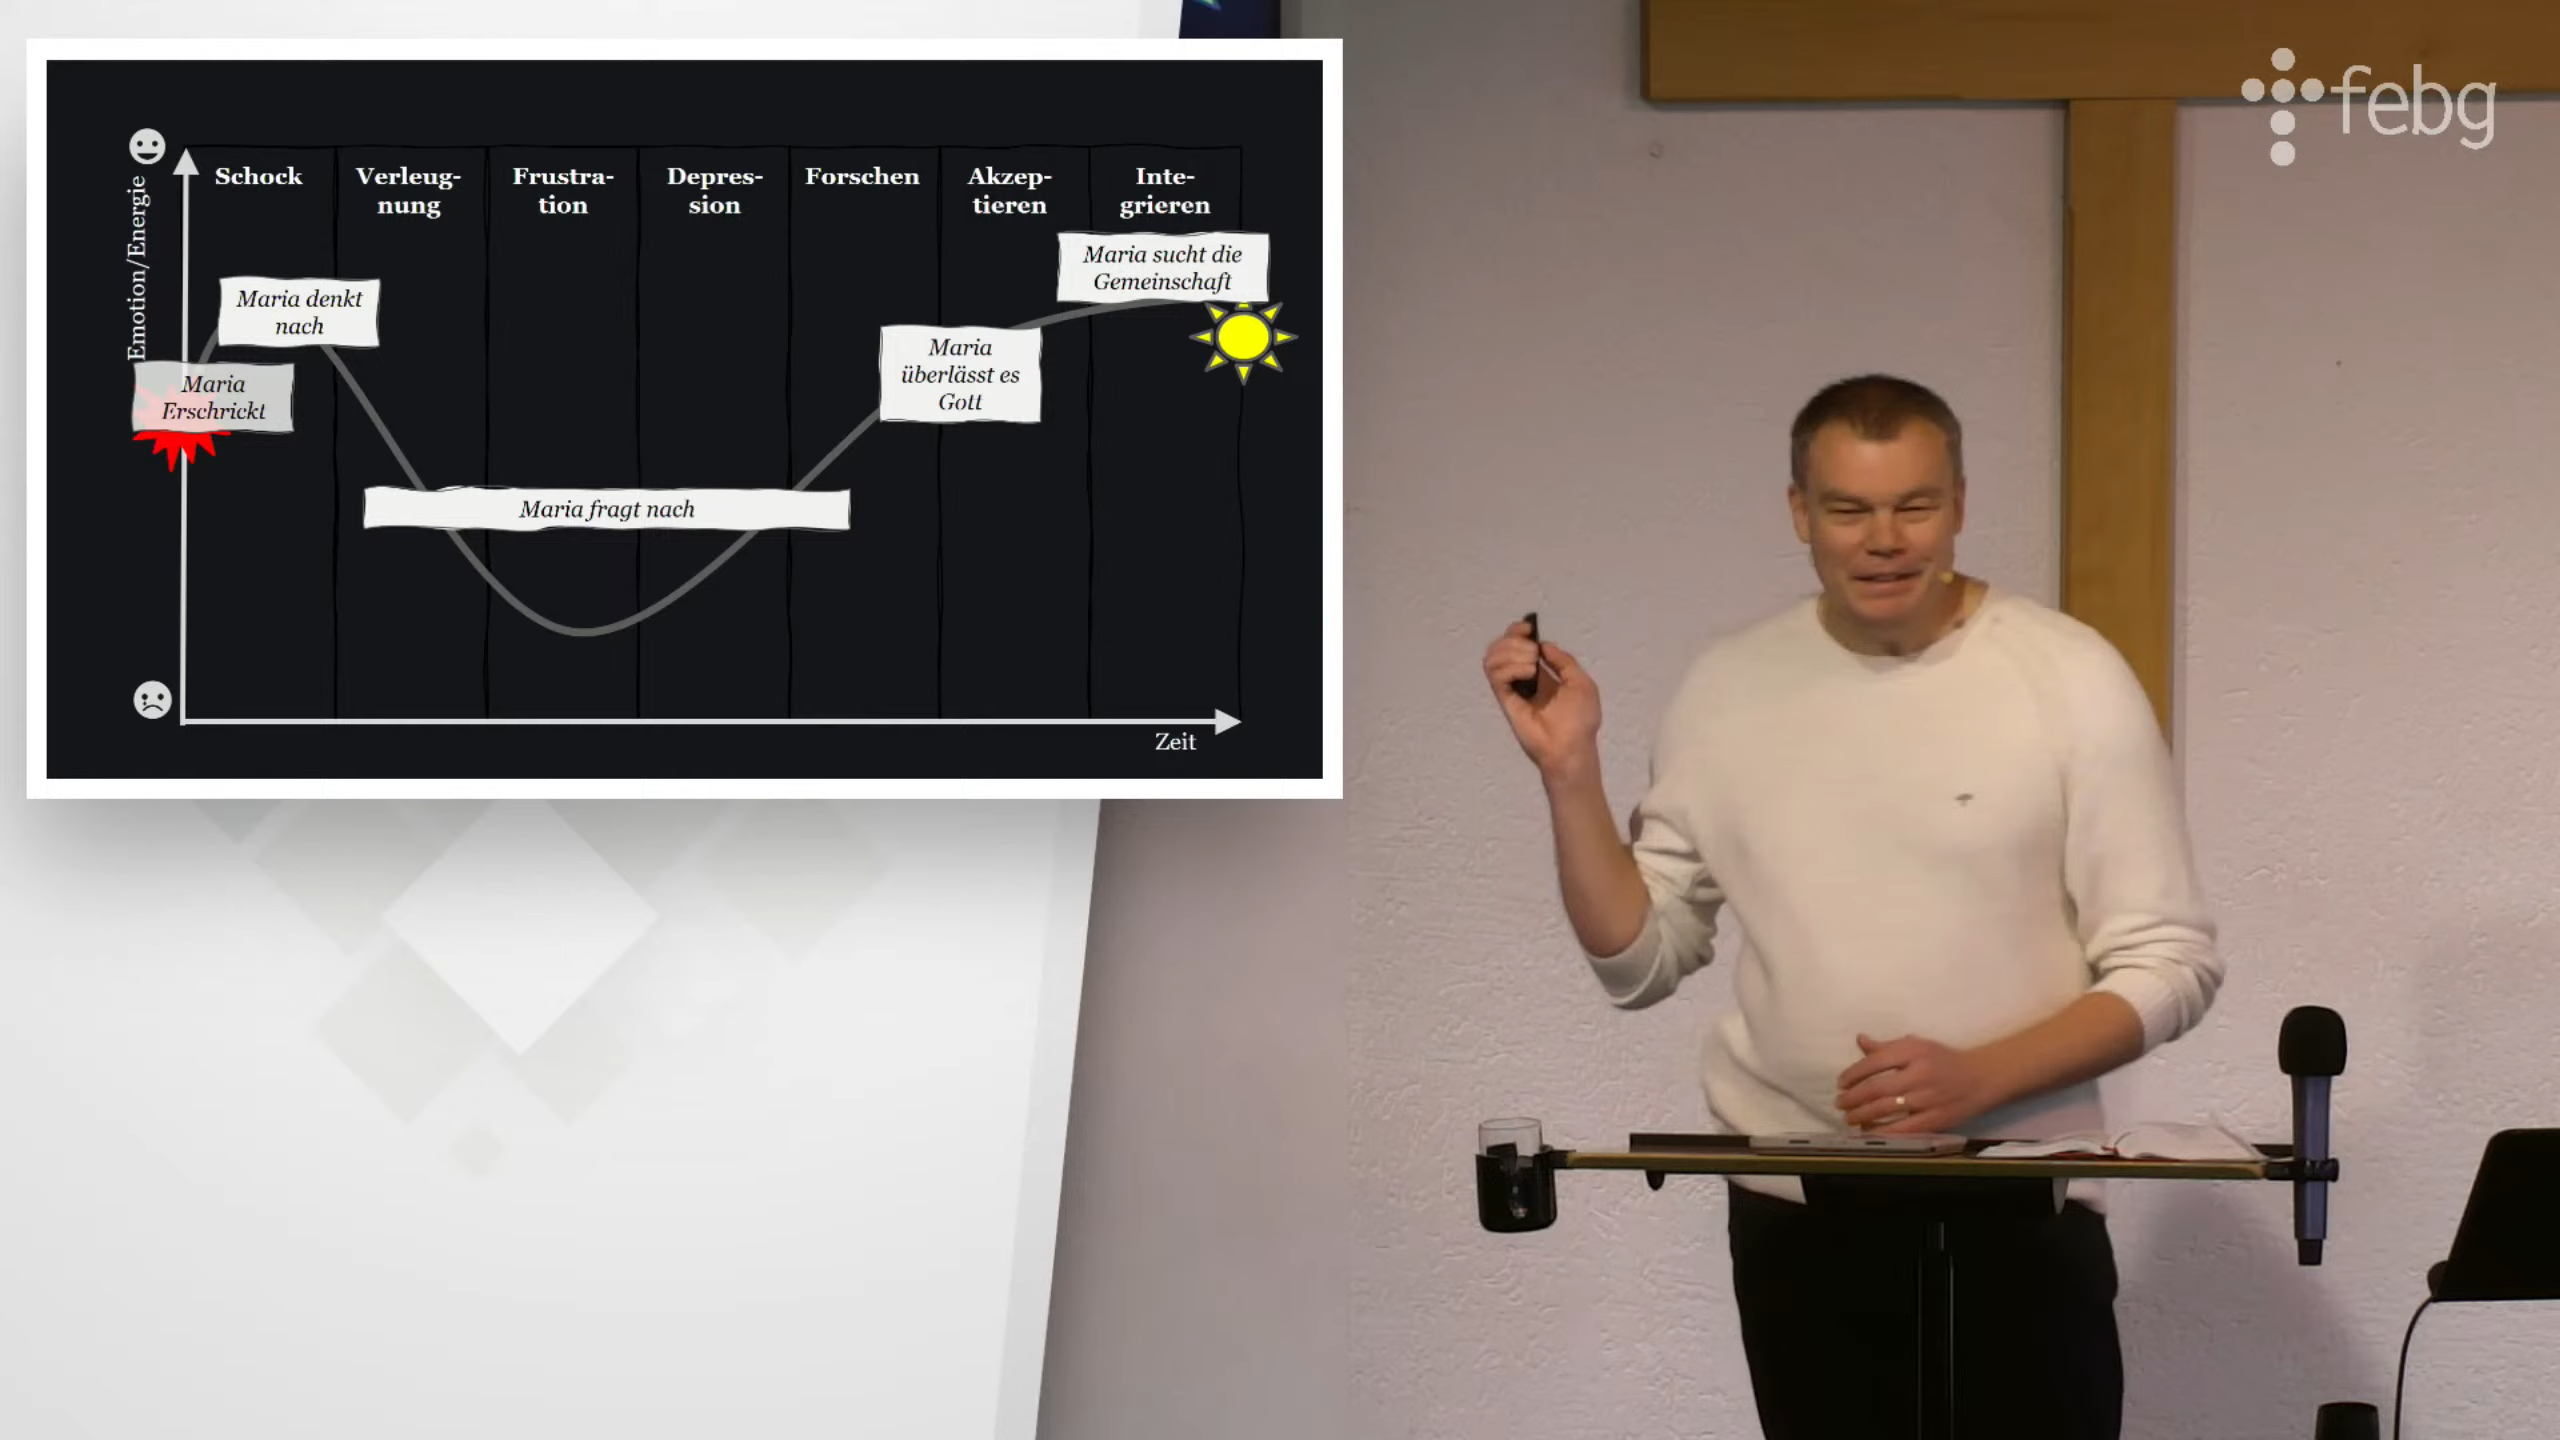 febg
Emotion/Energie
Schock
Verleug-
nung
Frustra-
tion
Depres-
sion
Forschen
Akzep-
tieren
Inte-
grieren
Maria denkt
nach
Maria
Erschrickt
Maria fragt nach
Maria
überlässt es
Gott
Maria sucht die
Gemeinschaft
Zeit